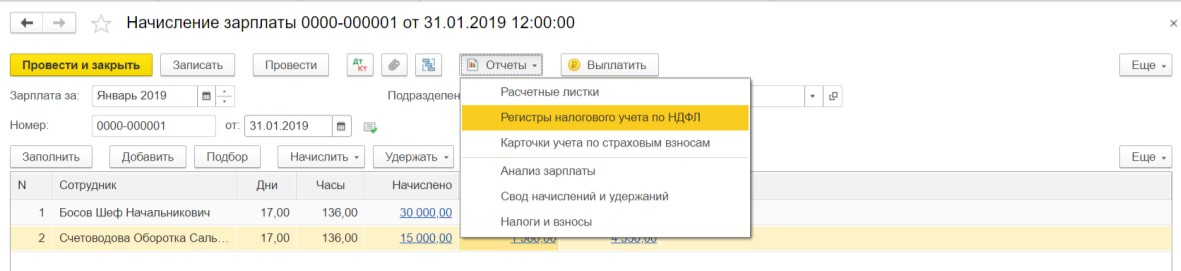 Начисление зарплаты 0000-000001 от 31.01.2019 12:00:00
Провести и закрыть Записать Провести Дт Кт Отчеты Выплатить Еще
Зарплата за: Январь 2019 Подразделен
Расчетные листки
Номер: 0000-000001 от: 31.01.2019
Регистры налогового учета по НДФЛ
Карточки учета по страховым взносам
Заполнить Добавить Подбор Начислить Удержать Еще
Анализ зарплаты
N Сотрудник Дни Часы Начислено
Свод начислений и удержаний
1 Босов Шеф Начальникович 17,00 136,00 30 000,00
Налоги и взносы
2 Счетоводова Оборотка Саль... 17,00 136,00 15 000,00